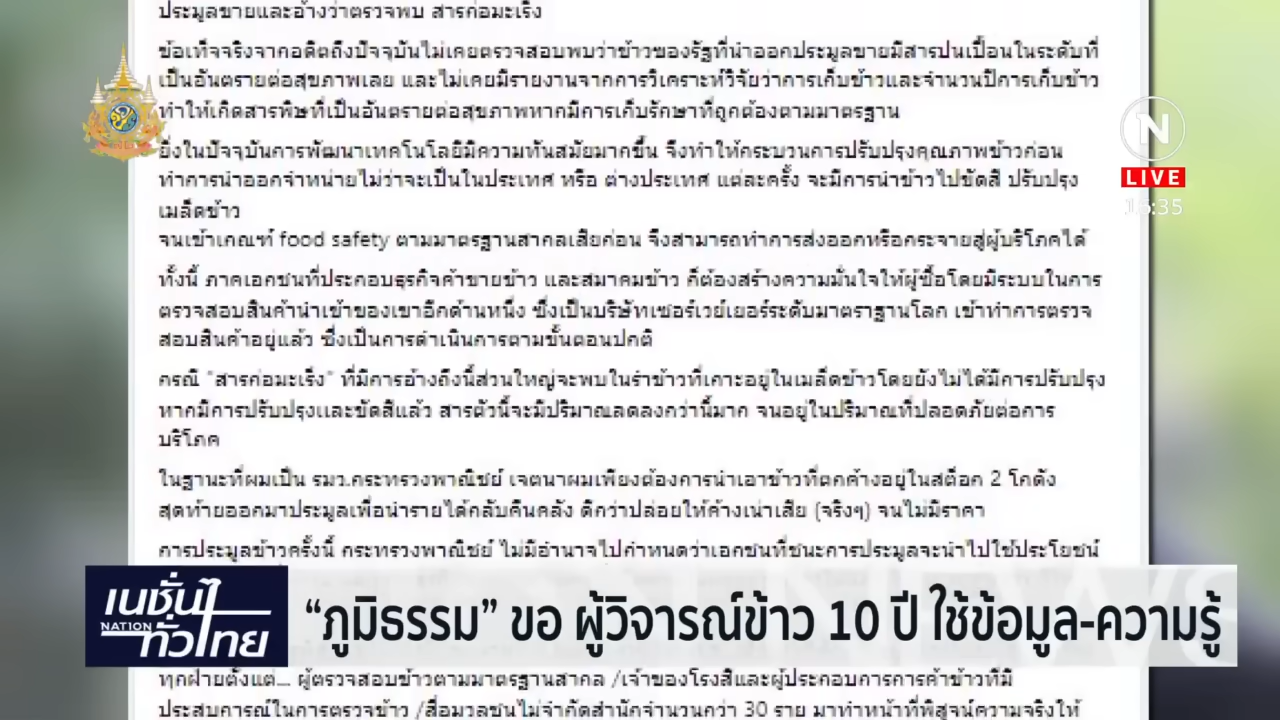 ประมูลขายและอ้างว่าตรวจพบ สารก่อมะเร็ง
ข้อเท็จจริงจากอดีตถึงปัจจุบันไม่เคยตรวจสอบพบว่าข้าวของรัฐที่นำออกประมูลขายมีสารปนเปื้อนในระดับที่
เป็นอันตรายต่อสุขภาพเลย และไม่เคยมีรายงานจากการวิเคราะห์วิจัยว่าการเก็บข้าวและจำนวนปีการเก็บข้าว
ทำให้เกิดสารพิษที่เป็นอันตรายต่อสุขภาพหากมีการเก็บรักษาที่ถูกต้องตามมาตรฐาน
ยิ่งในปัจจุบันการพัฒนาเทคโนโลยีมีความทันสมัยมากขึ้น จึงทำให้กระบวนการปรับปรุงคุณภาพข้าวก่อน
ทำการนำออกจำหน่ายไม่ว่าจะเป็นในประเทศ หรือ ต่างประเทศ แต่ละครั้ง จะมีการนำข้าวไปขัดสี ปรับปรุง
เมล็ดข้าว
จนเข้าเกณฑ์ food safety ตามมาตรฐานสากลเสียก่อน จึงสามารถทำการส่งออกหรือกระจายสู่ผู้บริโภคได้
ทั้งนี้ ภาคเอกชนที่ประกอบธุรกิจค้าขายข้าว และสมาคมข้าว ก็ต้องสร้างความมั่นใจให้ผู้ซื้อโดยมีระบบในการ
ตรวจสอบสินค้านำเข้าของเขาอีกด้านหนึ่ง ซึ่งเป็นบริษัทเซอร์เวย์เยอร์ระดับมาตราฐานโลก เข้าทำการตรวจ
สอบสินค้าอยู่แล้ว ซึ่งเป็นการดำเนินการตามขั้นตอนปกติ
กรณี "สารก่อมะเร็ง" ที่มีการอ้างถึงนี้ส่วนใหญ่จะพบในรำข้าวที่เกาะอยู่ในเมล็ดข้าวโดยยังไม่ได้มีการปรับปรุง
หากมีการปรับปรุงและขัดสีแล้ว สารตัวนี้จะมีปริมาณลดลงกว่านี้มาก จนอยู่ในปริมาณที่ปลอดภัยต่อการ
บริโภค
ในฐานะที่ผมเป็น รมว.กระทรวงพาณิชย์ เจตนาผมเพียงต้องการนำเอาข้าวที่ตกค้างอยู่ในสต็อก 2 โกดัง
สุดท้ายออกมาประมูลเพื่อนำรายได้กลับคืนคลัง ดีกว่าปล่อยให้ค้างเน่าเสีย (จริงๆ) จนไม่มีราคา
การประมูลข้าวครั้งนี้ กระทรวงพาณิชย์ ไม่มีอำนาจไปกำหนดว่าเอกชนที่ชนะการประมูลจะนำไปใช้ประโยชน์
N
LIVE
16:35
เนชั่น
NATION
ทั่วไทย
“ภูมิธรรม” ขอ ผู้วิจารณ์ข้าว 10 ปี ใช้ข้อมูล-ความรู้
ทุกฝ่ายตั้งแต่.... ผู้ตรวจสอบข้าวตามมาตรฐานสากล /เจ้าของโรงสีและผู้ประกอบการการค้าข้าวที่มี
ประสบการณ์ในการตรวจข้าว /สื่อมวลชนไม่จำกัดสำนักจำนวนกว่า 30 ราย มาทำหน้าที่พิสูจน์ความจริงให้